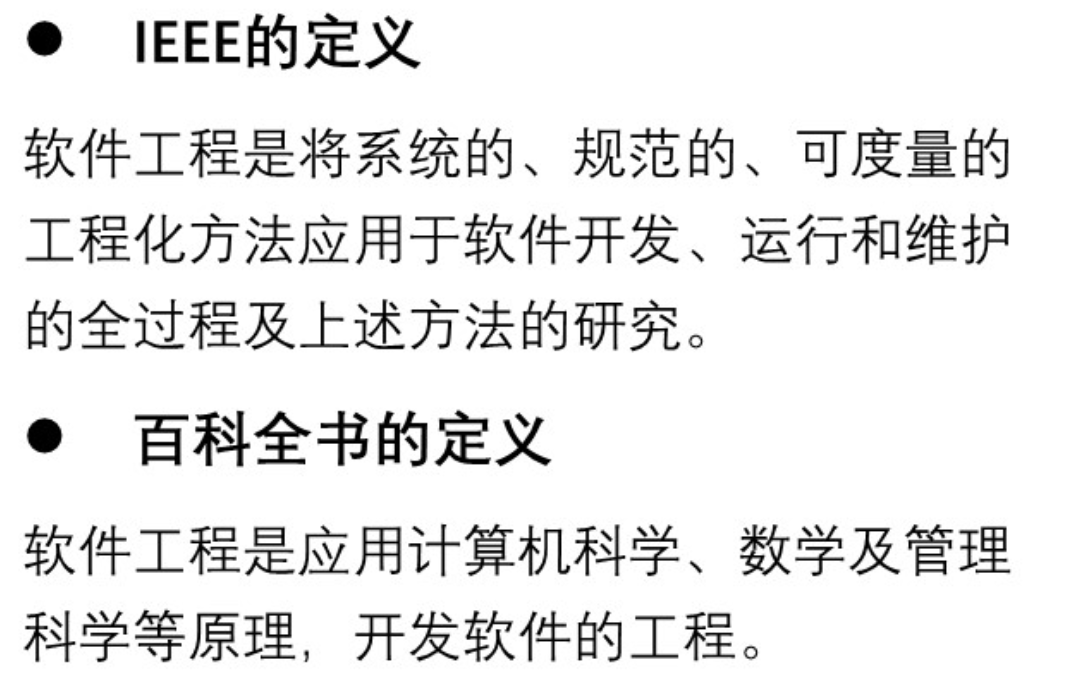 ● IEEE的定义
软件工程是将系统的、规范的、可度量的
工程化方法应用于软件开发、运行和维护
的全过程及上述方法的研究。
● 百科全书的定义
软件工程是应用计算机科学、数学及管理
科学等原理，开发软件的工程。